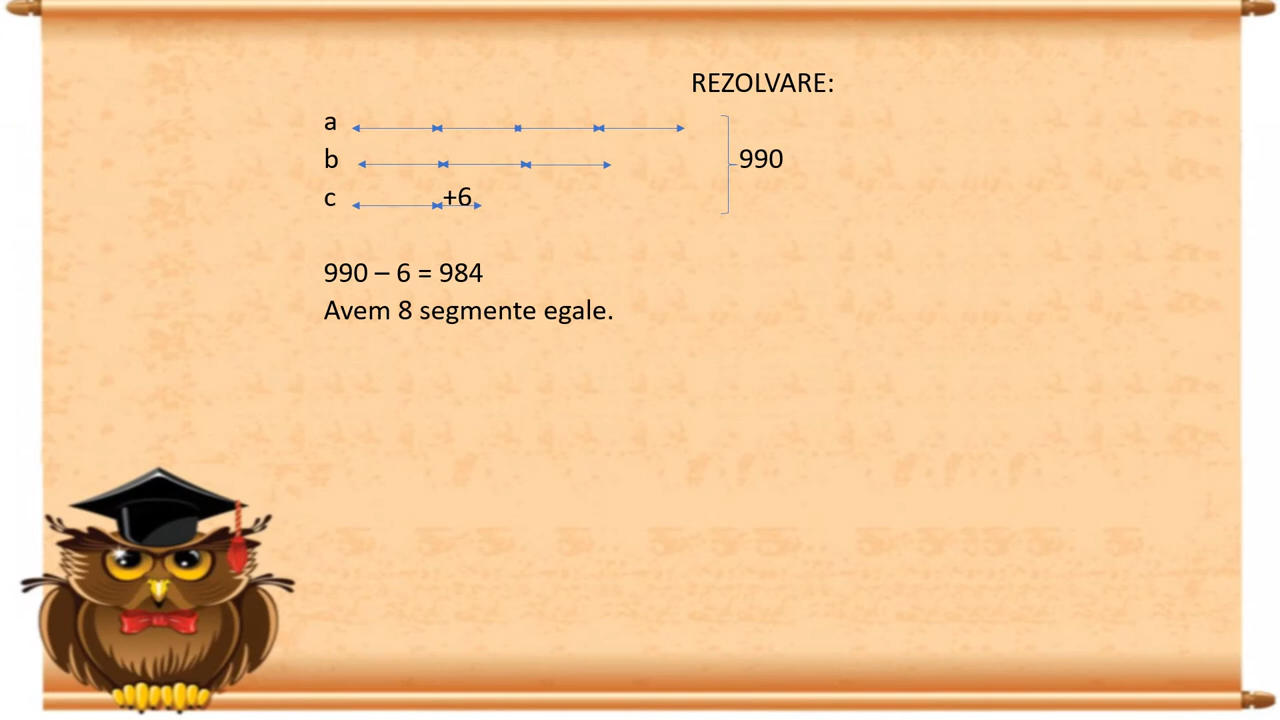 REZOLVARE:
a
b 990
c +6
990 – 6 = 984
Avem 8 segmente egale.